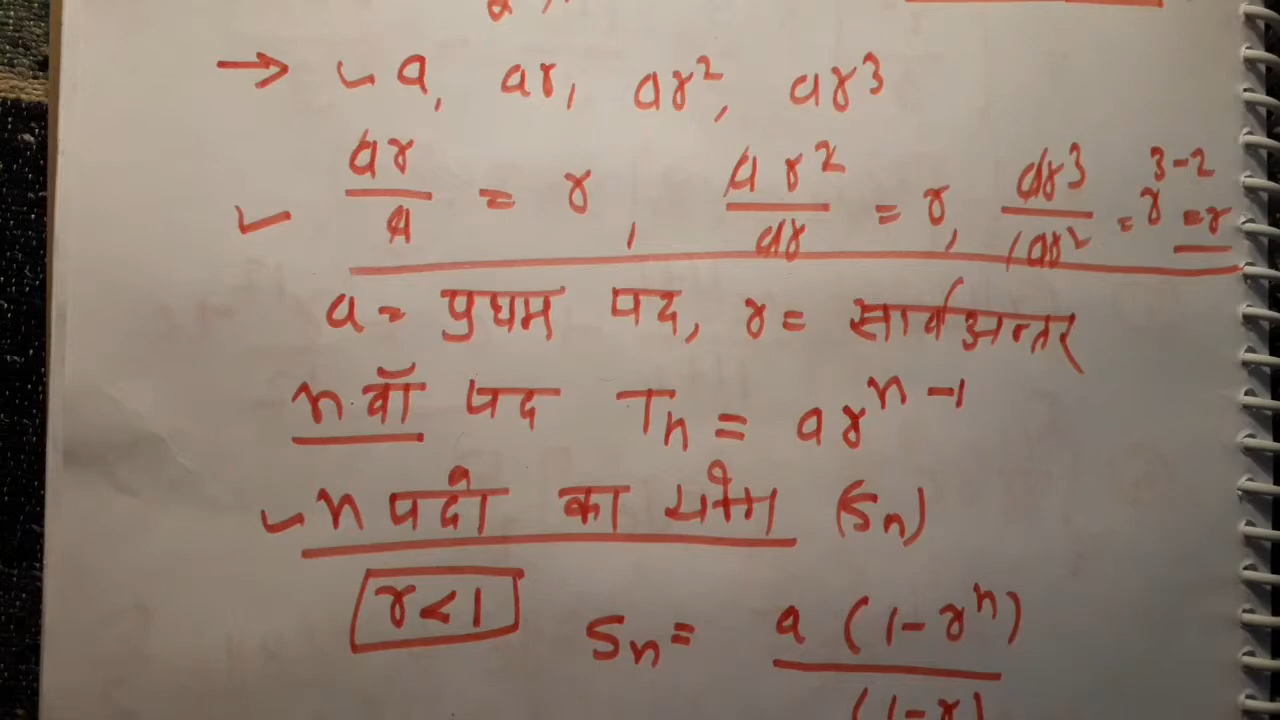 → ✓ a, ar, ar², ar³
✓ ar/a = r, ar²/ar = r, ar³/ar² = r³⁻² = r
a = प्रथम पद, r = सार्वअन्तर
n वाँ पद Tₙ = arⁿ⁻¹
✓ n पदो का योग (Sₙ)
r<1 Sₙ = a (1-rⁿ)/(1-r)